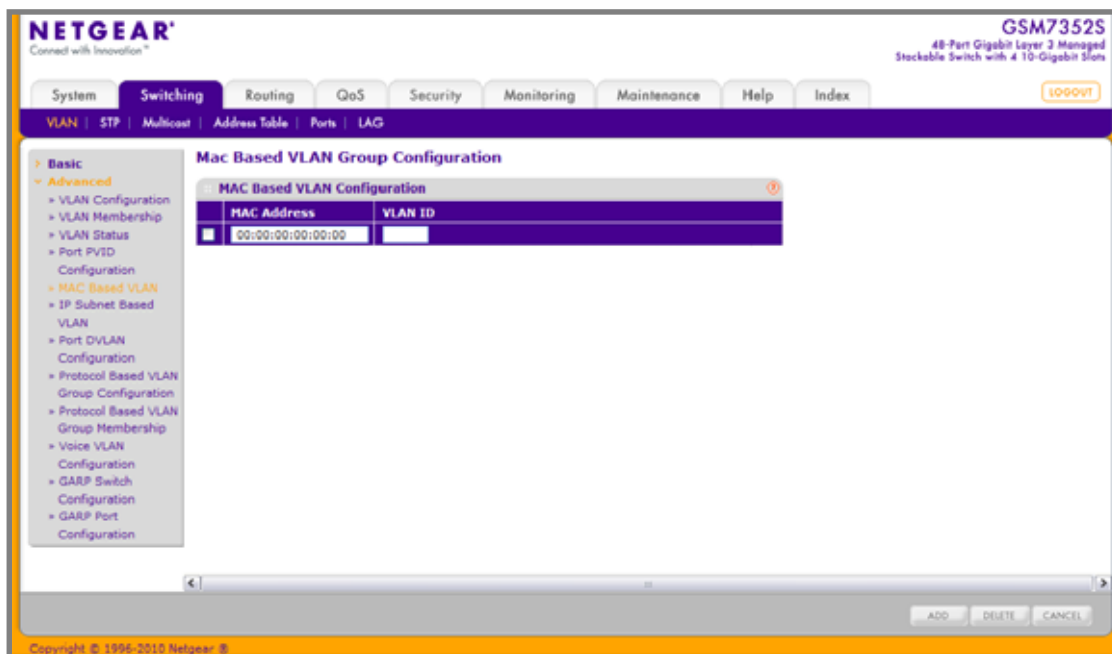 NETGEAR®
Connect with Innovation™
GSM7352S
48-Port Gigabit Layer 3 Managed
Stackable Switch with 4 10-Gigabit Slots
System
Switching
Routing
QoS
Security
Monitoring
Maintenance
Help
Index
LOGOUT
VLAN | STP | Multicast | Address Table | Ports | LAG
Basic
Advanced
» VLAN Configuration
» VLAN Membership
» VLAN Status
» Port PVID
Configuration
» MAC Based VLAN
» IP Subnet Based
VLAN
» Port DVLAN
Configuration
» Protocol Based VLAN
Group Configuration
» Protocol Based VLAN
Group Membership
» Voice VLAN
Configuration
» GARP Switch
Configuration
» GARP Port
Configuration
Mac Based VLAN Group Configuration
MAC Based VLAN Configuration
MAC Address VLAN ID
00:00:00:00:00:00
ADD DELETE CANCEL
Copyright © 1996-2010 Netgear ®